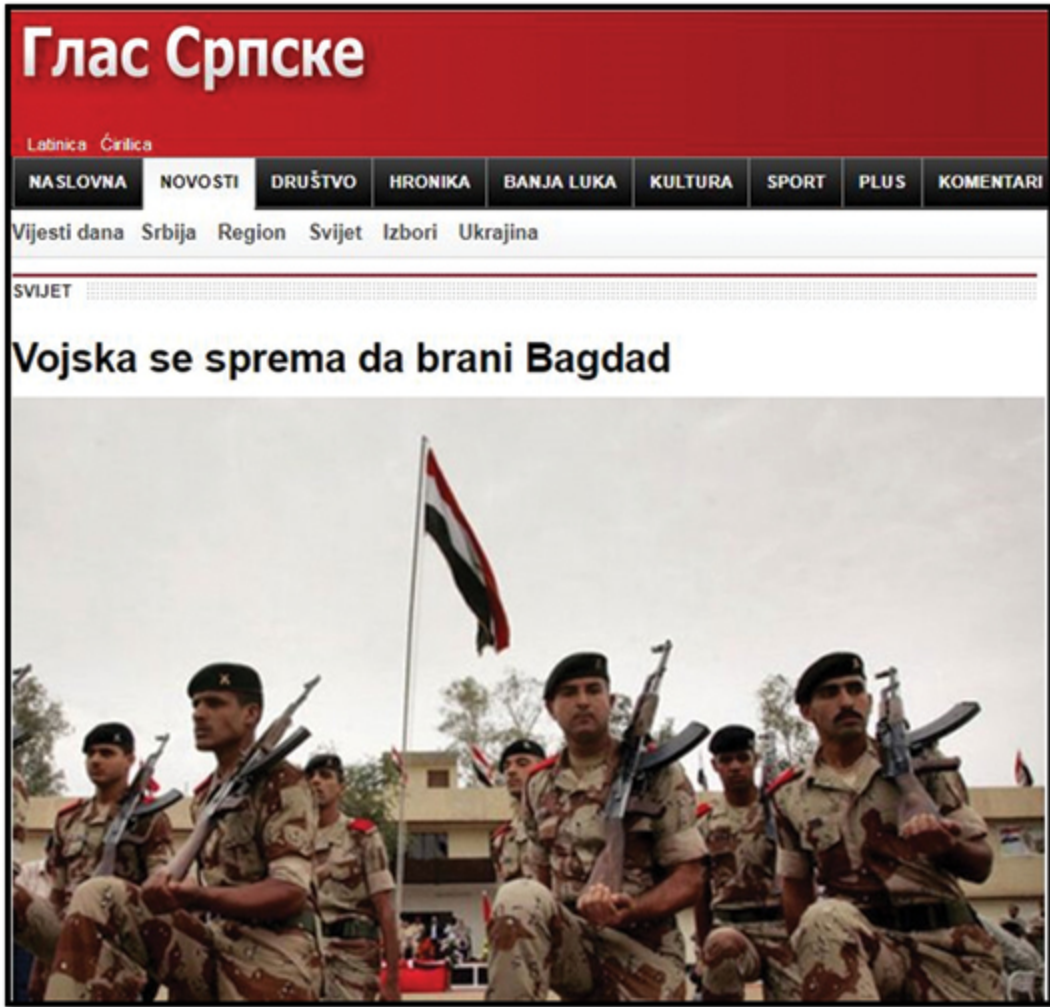 Глас Српске
Latinica Ćirilica
NASLOVNA NOVOSTI DRUŠTVO HRONIKA BANJA LUKA KULTURA SPORT PLUS KOMENTARI
Vijesti dana Srbija Region Svijet Izbori Ukrajina
SVIJET
Vojska se sprema da brani Bagdad